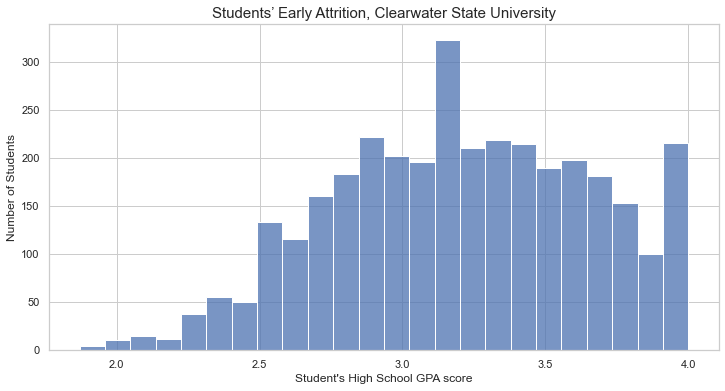 Students’ Early Attrition, Clearwater State University
Number of Students
300
250
200
150
100
50
0
2.0 2.5 3.0 3.5 4.0
Student's High School GPA score